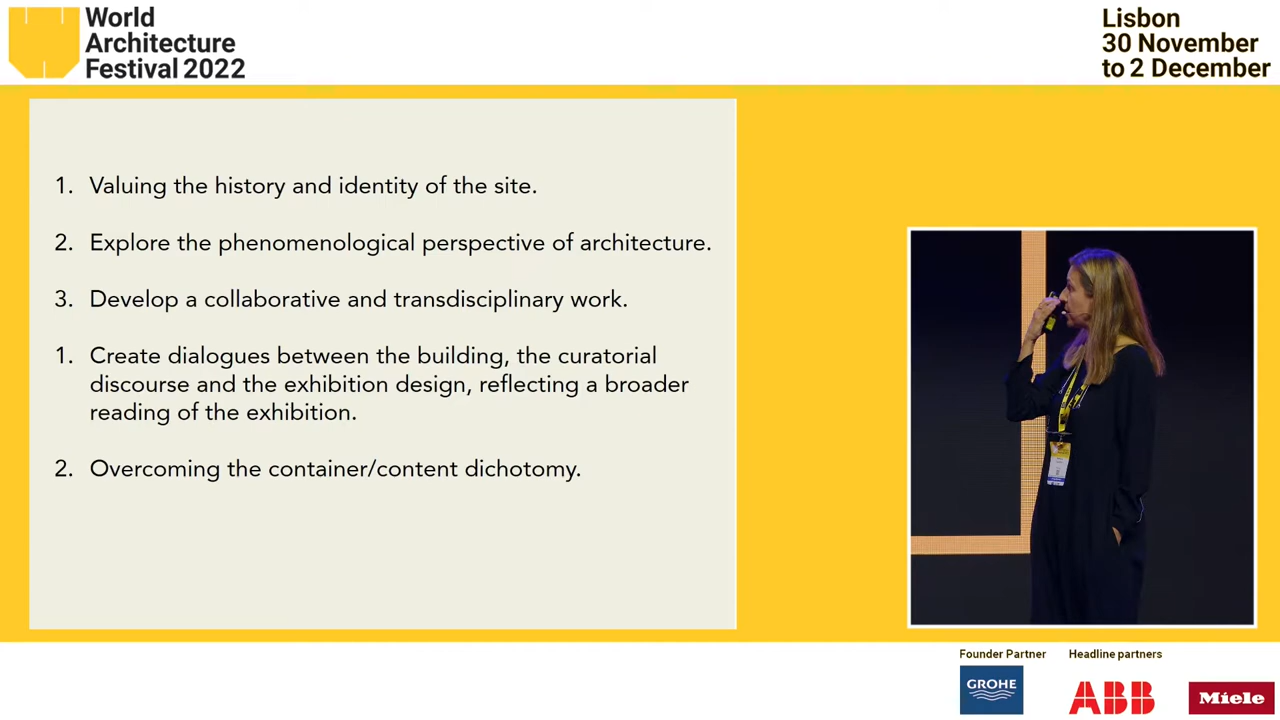 World
Architecture
Festival 2022
Lisbon
30 November
to 2 December
1. Valuing the history and identity of the site.
2. Explore the phenomenological perspective of architecture.
3. Develop a collaborative and transdisciplinary work.
1. Create dialogues between the building, the curatorial
discourse and the exhibition design, reflecting a broader
reading of the exhibition.
2. Overcoming the container/content dichotomy.
Founder Partner
Headline partners
GROHE
ABB
Miele